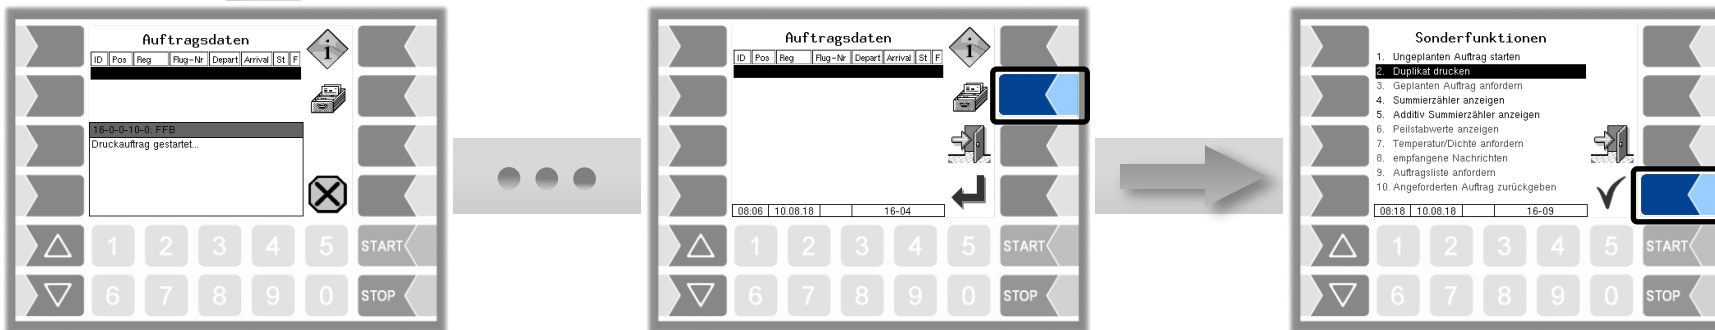 Auftragsdaten
ID Pos Reg Flug-Nr Depart Arrival St F
16-0-0-10-0: FFB
Druckauftrag gestartet...
1 2 3 4 5 START
6 7 8 9 0 STOP
Auftragsdaten
ID Pos Reg Flug-Nr Depart Arrival St F
08:06 10.08.18 16-04
1 2 3 4 5 START
6 7 8 9 0 STOP
Sonderfunktionen
1. Ungeplanten Auftrag starten
2. Duplikat drucken
3. Geplanten Auftrag anfordern
4. Summierzähler anzeigen
5. Additiv Summierzähler anzeigen
6. Peilstabwerte anzeigen
7. Temperatur/Dichte anfordern
8. empfangene Nachrichten
9. Auftragsliste anfordern
10. Angeforderten Auftrag zurückgeben
08:18 10.08.18 16-09
1 2 3 4 5 START
6 7 8 9 0 STOP